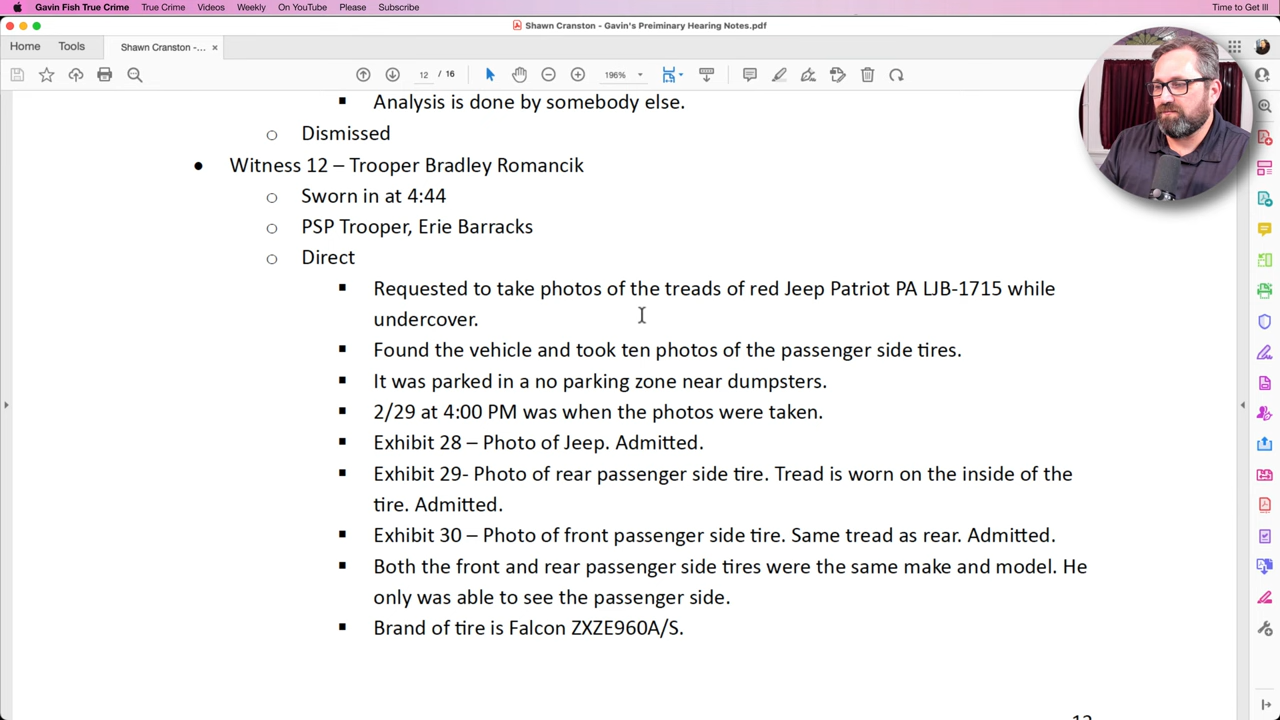 Gavin Fish True Crime True Crime Videos Weekly On YouTube Please Subscribe Time to Get Ill
Shawn Cranston - Gavin's Preiminary Hearing Notes.pdf
Home Tools Shawn Cranston -... ×
12 / 16 196%
▪ Analysis is done by somebody else.
o Dismissed
• Witness 12 – Trooper Bradley Romancik
o Sworn in at 4:44
o PSP Trooper, Erie Barracks
o Direct
▪ Requested to take photos of the treads of red Jeep Patriot PA LJB-1715 while
undercover.
▪ Found the vehicle and took ten photos of the passenger side tires.
▪ It was parked in a no parking zone near dumpsters.
▪ 2/29 at 4:00 PM was when the photos were taken.
▪ Exhibit 28 – Photo of Jeep. Admitted.
▪ Exhibit 29- Photo of rear passenger side tire. Tread is worn on the inside of the
tire. Admitted.
▪ Exhibit 30 – Photo of front passenger side tire. Same tread as rear. Admitted.
▪ Both the front and rear passenger side tires were the same make and model. He
only was able to see the passenger side.
▪ Brand of tire is Falcon ZXZE960A/S.